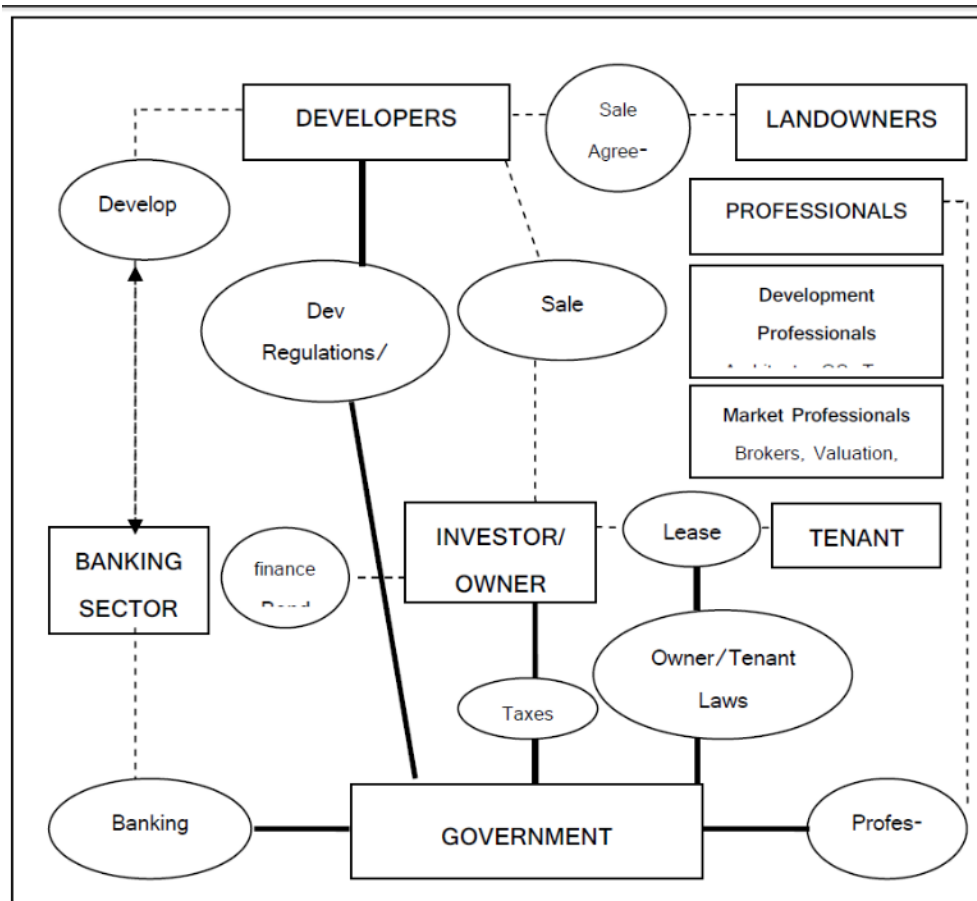 DEVELOPERS
Sale
Agree-
LANDOWNERS
Develop
PROFESSIONALS
Dev
Regulations/
Sale
Development
Professionals
Market Professionals
Brokers, Valuation,
BANKING
SECTOR
finance
INVESTOR/
OWNER
Lease
TENANT
Owner/Tenant
Laws
Taxes
Banking
GOVERNMENT
Profes-